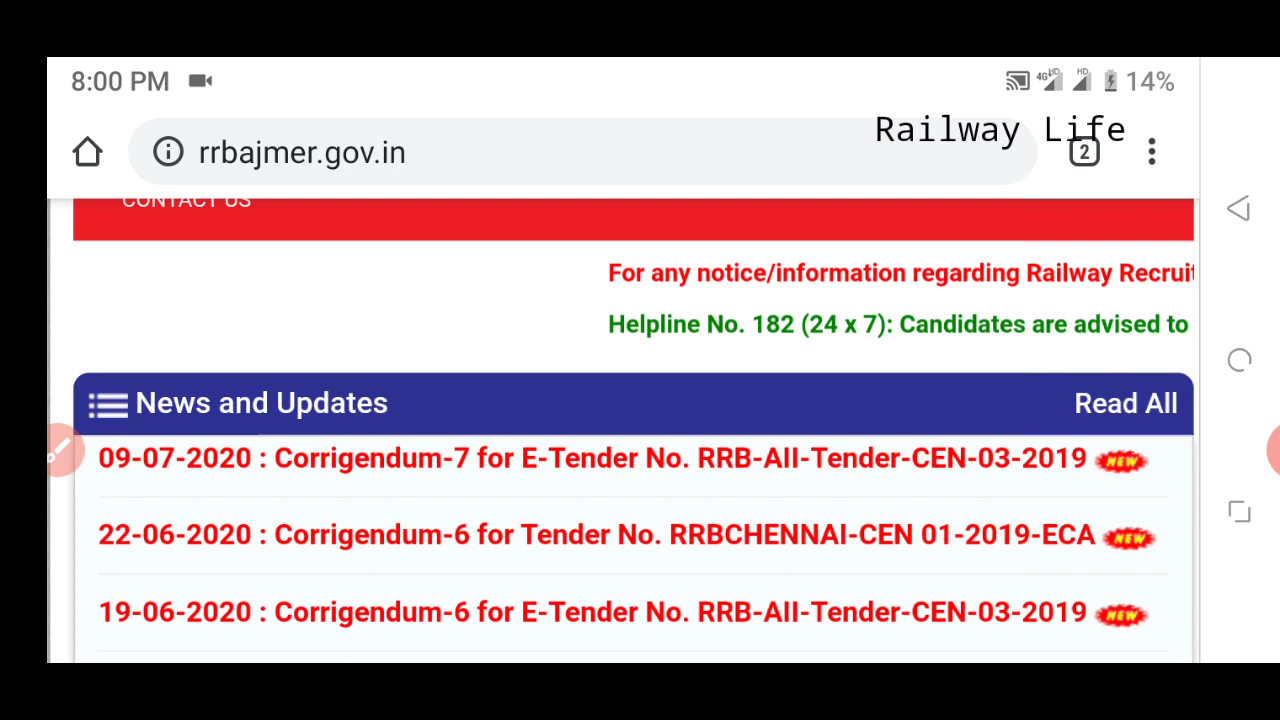 8:00 PM 4G HD HD 14%
Railway Life
rrbajmer.gov.in 2
CONTACT US
For any notice/information regarding Railway Recruit
Helpline No. 182 (24 x 7): Candidates are advised to
News and Updates Read All
09-07-2020 : Corrigendum-7 for E-Tender No. RRB-All-Tender-CEN-03-2019 NEW
22-06-2020 : Corrigendum-6 for Tender No. RRBCHENNAI-CEN 01-2019-ECA NEW
19-06-2020 : Corrigendum-6 for E-Tender No. RRB-All-Tender-CEN-03-2019 NEW